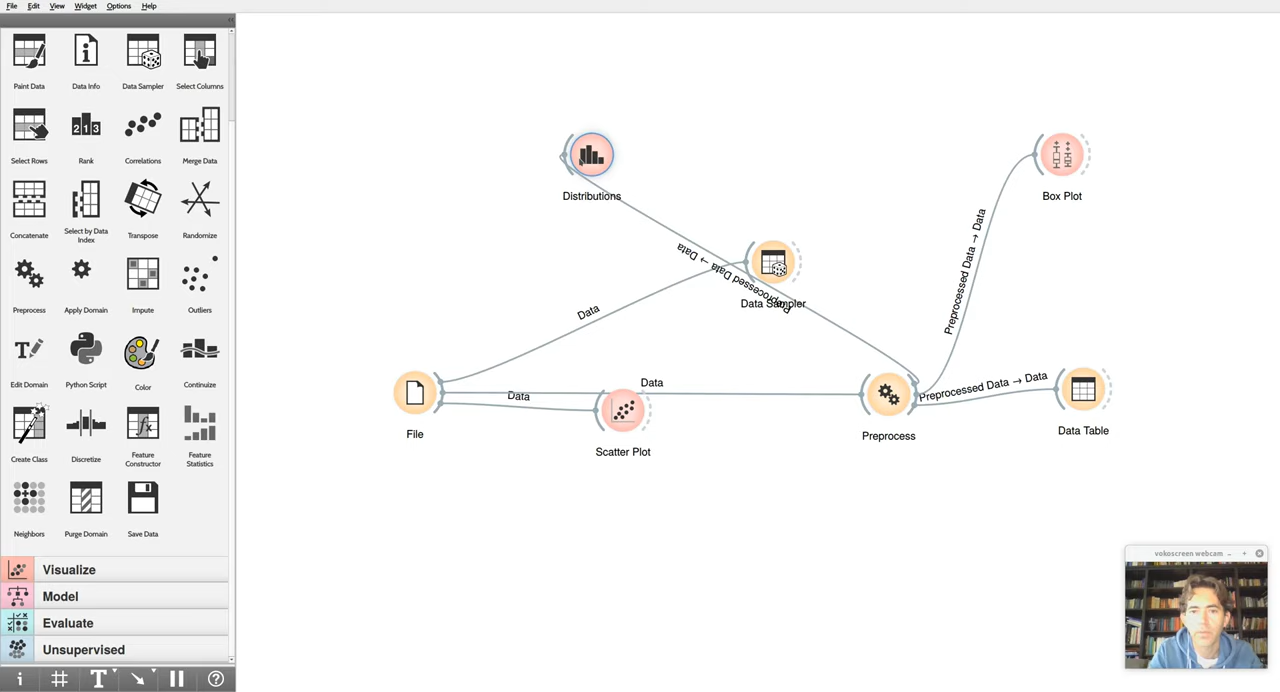 File Edit View Widget Options Help
Paint Data Data Info Data Sampler Select Columns
Select Rows Rank Correlations Merge Data
Concatenate Select by Data Index Transpose Randomize
Preprocess Apply Domain Impute Outliers
Edit Domain Python Script Color Continuize
Create Class Discretize Feature Constructor Feature Statistics
Neighbors Purge Domain Save Data
Visualize
Model
Evaluate
Unsupervised
Distributions
Box Plot
Preprocessed Data → Data
Preprocessed Data → Data
Data Sampler
Data
Data
Data
Preprocessed Data → Data
File
Scatter Plot
Preprocess
Data Table
vokoscreen webcam